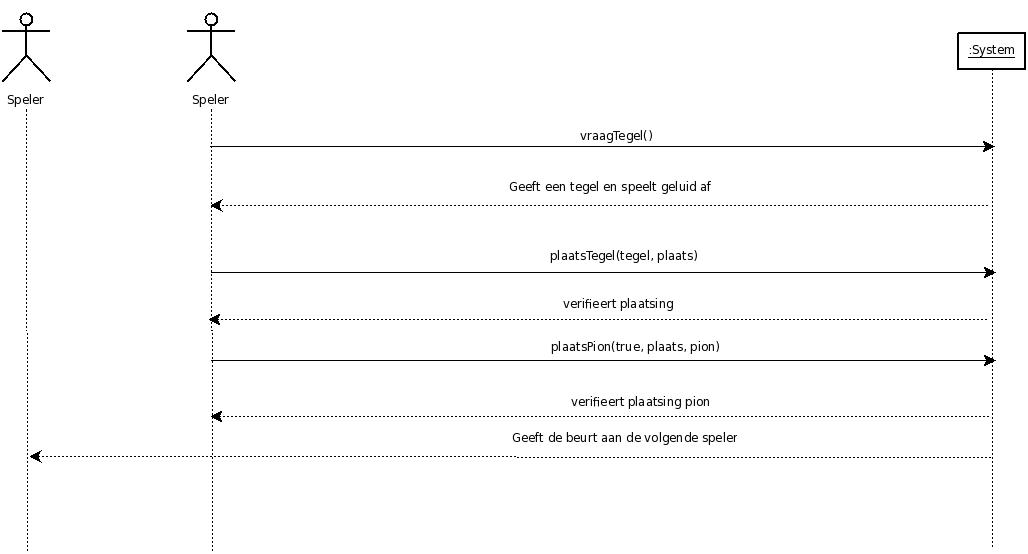 :System
Speler
Speler
vraagTegel()
Geeft een tegel en speelt geluid af
plaatsTegel(tegel, plaats)
verifieert plaatsing
plaatsPion(true, plaats, pion)
verifieert plaatsing pion
Geeft de beurt aan de volgende speler